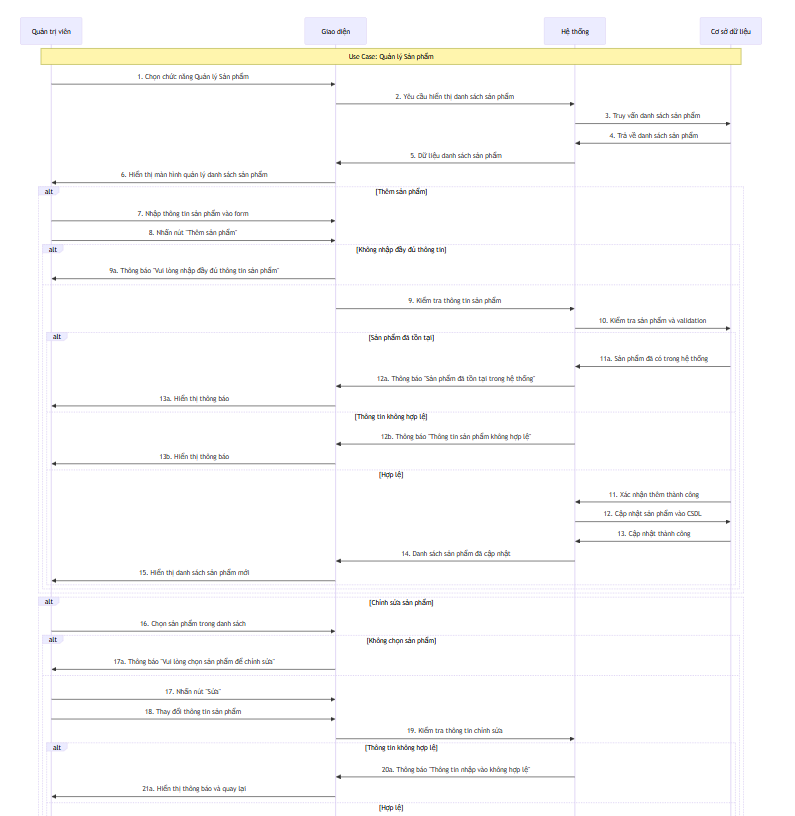 Quản trị viên
Giao diện
Hệ thống
Cơ sở dữ liệu
Use Case: Quản lý Sản phẩm
1. Chọn chức năng Quản lý Sản phẩm
2. Yêu cầu hiển thị danh sách sản phẩm
3. Truy vấn danh sách sản phẩm
4. Trả về danh sách sản phẩm
5. Dữ liệu danh sách sản phẩm
6. Hiển thị màn hình quản lý danh sách sản phẩm
alt
[Thêm sản phẩm]
7. Nhập thông tin sản phẩm vào form
8. Nhấn nút "Thêm sản phẩm"
alt
[Không nhập đầy đủ thông tin]
9a. Thông báo "Vui lòng nhập đầy đủ thông tin sản phẩm"
9. Kiểm tra thông tin sản phẩm
10. Kiểm tra sản phẩm và validation
alt
[Sản phẩm đã tồn tại]
11a. Sản phẩm đã có trong hệ thống
12a. Thông báo "Sản phẩm đã tồn tại trong hệ thống"
13a. Hiển thị thông báo
[Thông tin không hợp lệ]
12b. Thông báo "Thông tin sản phẩm không hợp lệ"
13b. Hiển thị thông báo
[Hợp lệ]
11. Xác nhận thêm thành công
12. Cập nhật sản phẩm vào CSDL
13. Cập nhật thành công
14. Danh sách sản phẩm đã cập nhật
15. Hiển thị danh sách sản phẩm mới
alt
[Chỉnh sửa sản phẩm]
16. Chọn sản phẩm trong danh sách
alt
[Không chọn sản phẩm]
17a. Thông báo "Vui lòng chọn sản phẩm để chỉnh sửa"
17. Nhấn nút "Sửa"
18. Thay đổi thông tin sản phẩm
19. Kiểm tra thông tin chỉnh sửa
alt
[Thông tin không hợp lệ]
20a. Thông báo "Thông tin nhập vào không hợp lệ"
21a. Hiển thị thông báo và quay lại
[Hợp lệ]